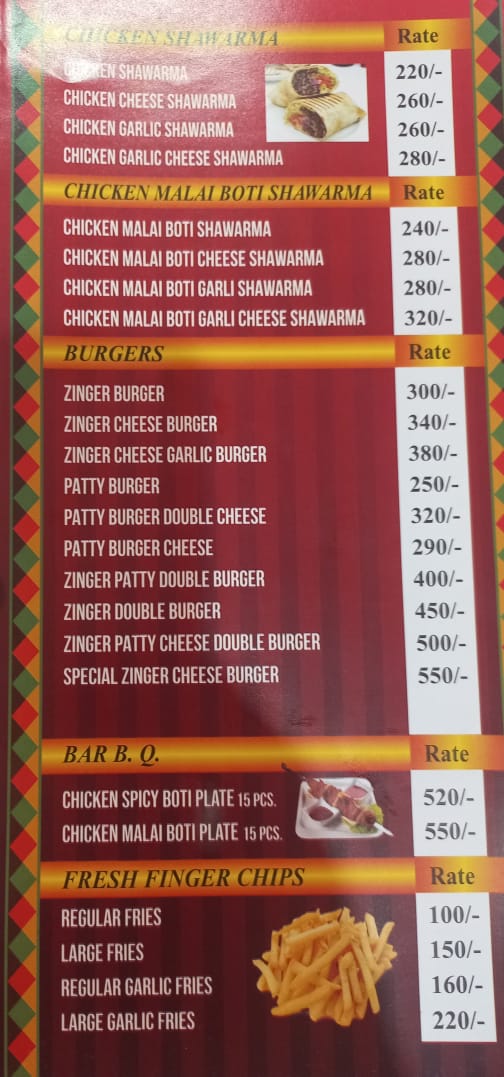 CHICKEN SHAWARMA Rate
CHICKEN SHAWARMA 220/-
CHICKEN CHEESE SHAWARMA 260/-
CHICKEN GARLIC SHAWARMA 260/-
CHICKEN GARLIC CHEESE SHAWARMA 280/-
CHICKEN MALAI BOTI SHAWARMA Rate
CHICKEN MALAI BOTI SHAWARMA 240/-
CHICKEN MALAI BOTI CHEESE SHAWARMA 280/-
CHICKEN MALAI BOTI GARLI SHAWARMA 280/-
CHICKEN MALAI BOTI GARLI CHEESE SHAWARMA 320/-
BURGERS Rate
ZINGER BURGER 300/-
ZINGER CHEESE BURGER 340/-
ZINGER CHEESE GARLIC BURGER 380/-
PATTY BURGER 250/-
PATTY BURGER DOUBLE CHEESE 320/-
PATTY BURGER CHEESE 290/-
ZINGER PATTY DOUBLE BURGER 400/-
ZINGER DOUBLE BURGER 450/-
ZINGER PATTY CHEESE DOUBLE BURGER 500/-
SPECIAL ZINGER CHEESE BURGER 550/-
BAR B. Q. Rate
CHICKEN SPICY BOTI PLATE 15 PCS. 520/-
CHICKEN MALAI BOTI PLATE 15 PCS. 550/-
FRESH FINGER CHIPS Rate
REGULAR FRIES 100/-
LARGE FRIES 150/-
REGULAR GARLIC FRIES 160/-
LARGE GARLIC FRIES 220/-